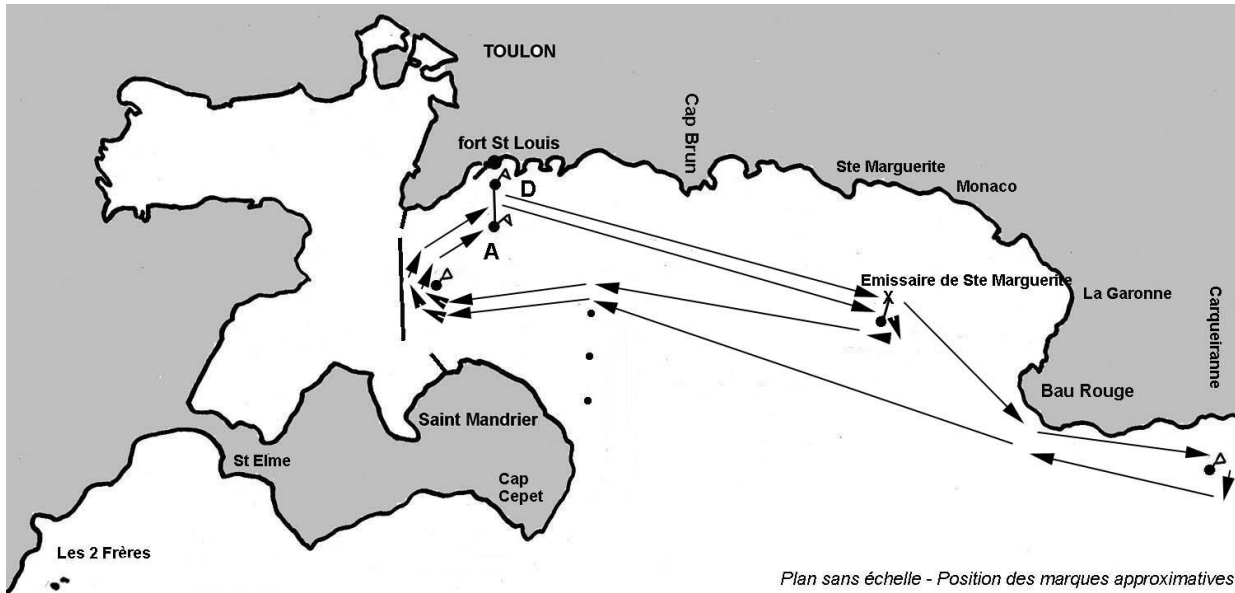 TOULON
fort St Louis
Cap Brun
Ste Marguerite
Monaco
D
A
Emissaire de Ste Marguerite
X
La Garonne
Carqueiranne
Bau Rouge
Saint Mandrier
St Elme
Cap
Cepet
Les 2 Frères
Plan sans échelle - Position des marques approximatives